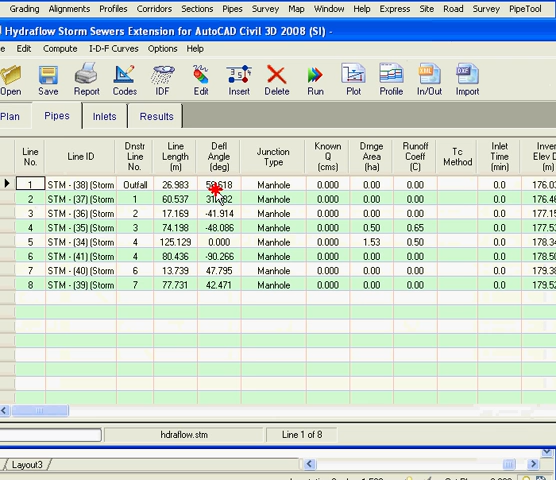 Grading Alignments Profiles Corridors Sections Pipes Survey Map Window Help Express Site Road Survey PipeTool
Hydraflow Storm Sewers Extension for AutoCAD Civil 3D 2008 (SI) -
Edit Compute I-D-F Curves Options Help
Open Save Report Codes IDF Edit Insert Delete Run Plot Profile In/Out Import
Plan Pipes Inlets Results
Line No. Line ID Dnstr Line No. Line Length (m) Defl Angle (deg) Junction Type Known Q (cms) Drnge Area (ha) Runoff Coeff (C) Tc Method Inlet Time (min) Inver Elev D (m)
1 STM - (38) (Storm Outfall 26.983 Manhole 0.000 0.00 0.00 0.0 176.03
2 STM - (37) (Storm 1 60.537 Manhole 0.000 0.00 0.00 0.0 176.46
3 STM - (36) (Storm 2 17.169 -41.914 Manhole 0.000 0.00 0.00 0.0
4 STM - (35) (Storm 3 74.198 -48.086 Manhole 0.000 0.50 0.65 0.0 177.53
5 STM - (34) (Storm 4 125.129 0.000 Manhole 0.000 1.53 0.50 0.0 178.34
6 STM - (41) (Storm 4 80.436 -90.266 Manhole 0.000 0.00 0.00 0.0 178.50
7 STM - (40) (Storm 6 13.739 47.795 Manhole 0.000 0.00 0.00 0.0 179.38
8 STM - (39) (Storm 7 77.731 42.471 Manhole 0.000 0.00 0.00 0.0 179.52
hdraflow.stm Line 1 of 8
Layout3